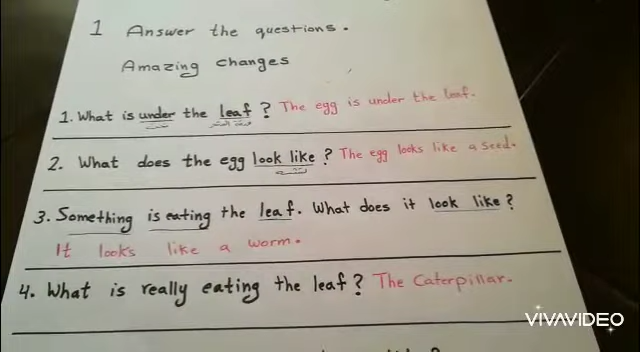 1 Answer the questions.
Amazing changes
1. What is under the leaf? The egg is under the leaf.
تحت
2. What does the egg look like? The egg looks like a seed.
3. Something is eating the leaf. What does it look like?
It looks like a worm.
4. What is really eating the leaf? The Caterpillar.
VIVAVIDEO